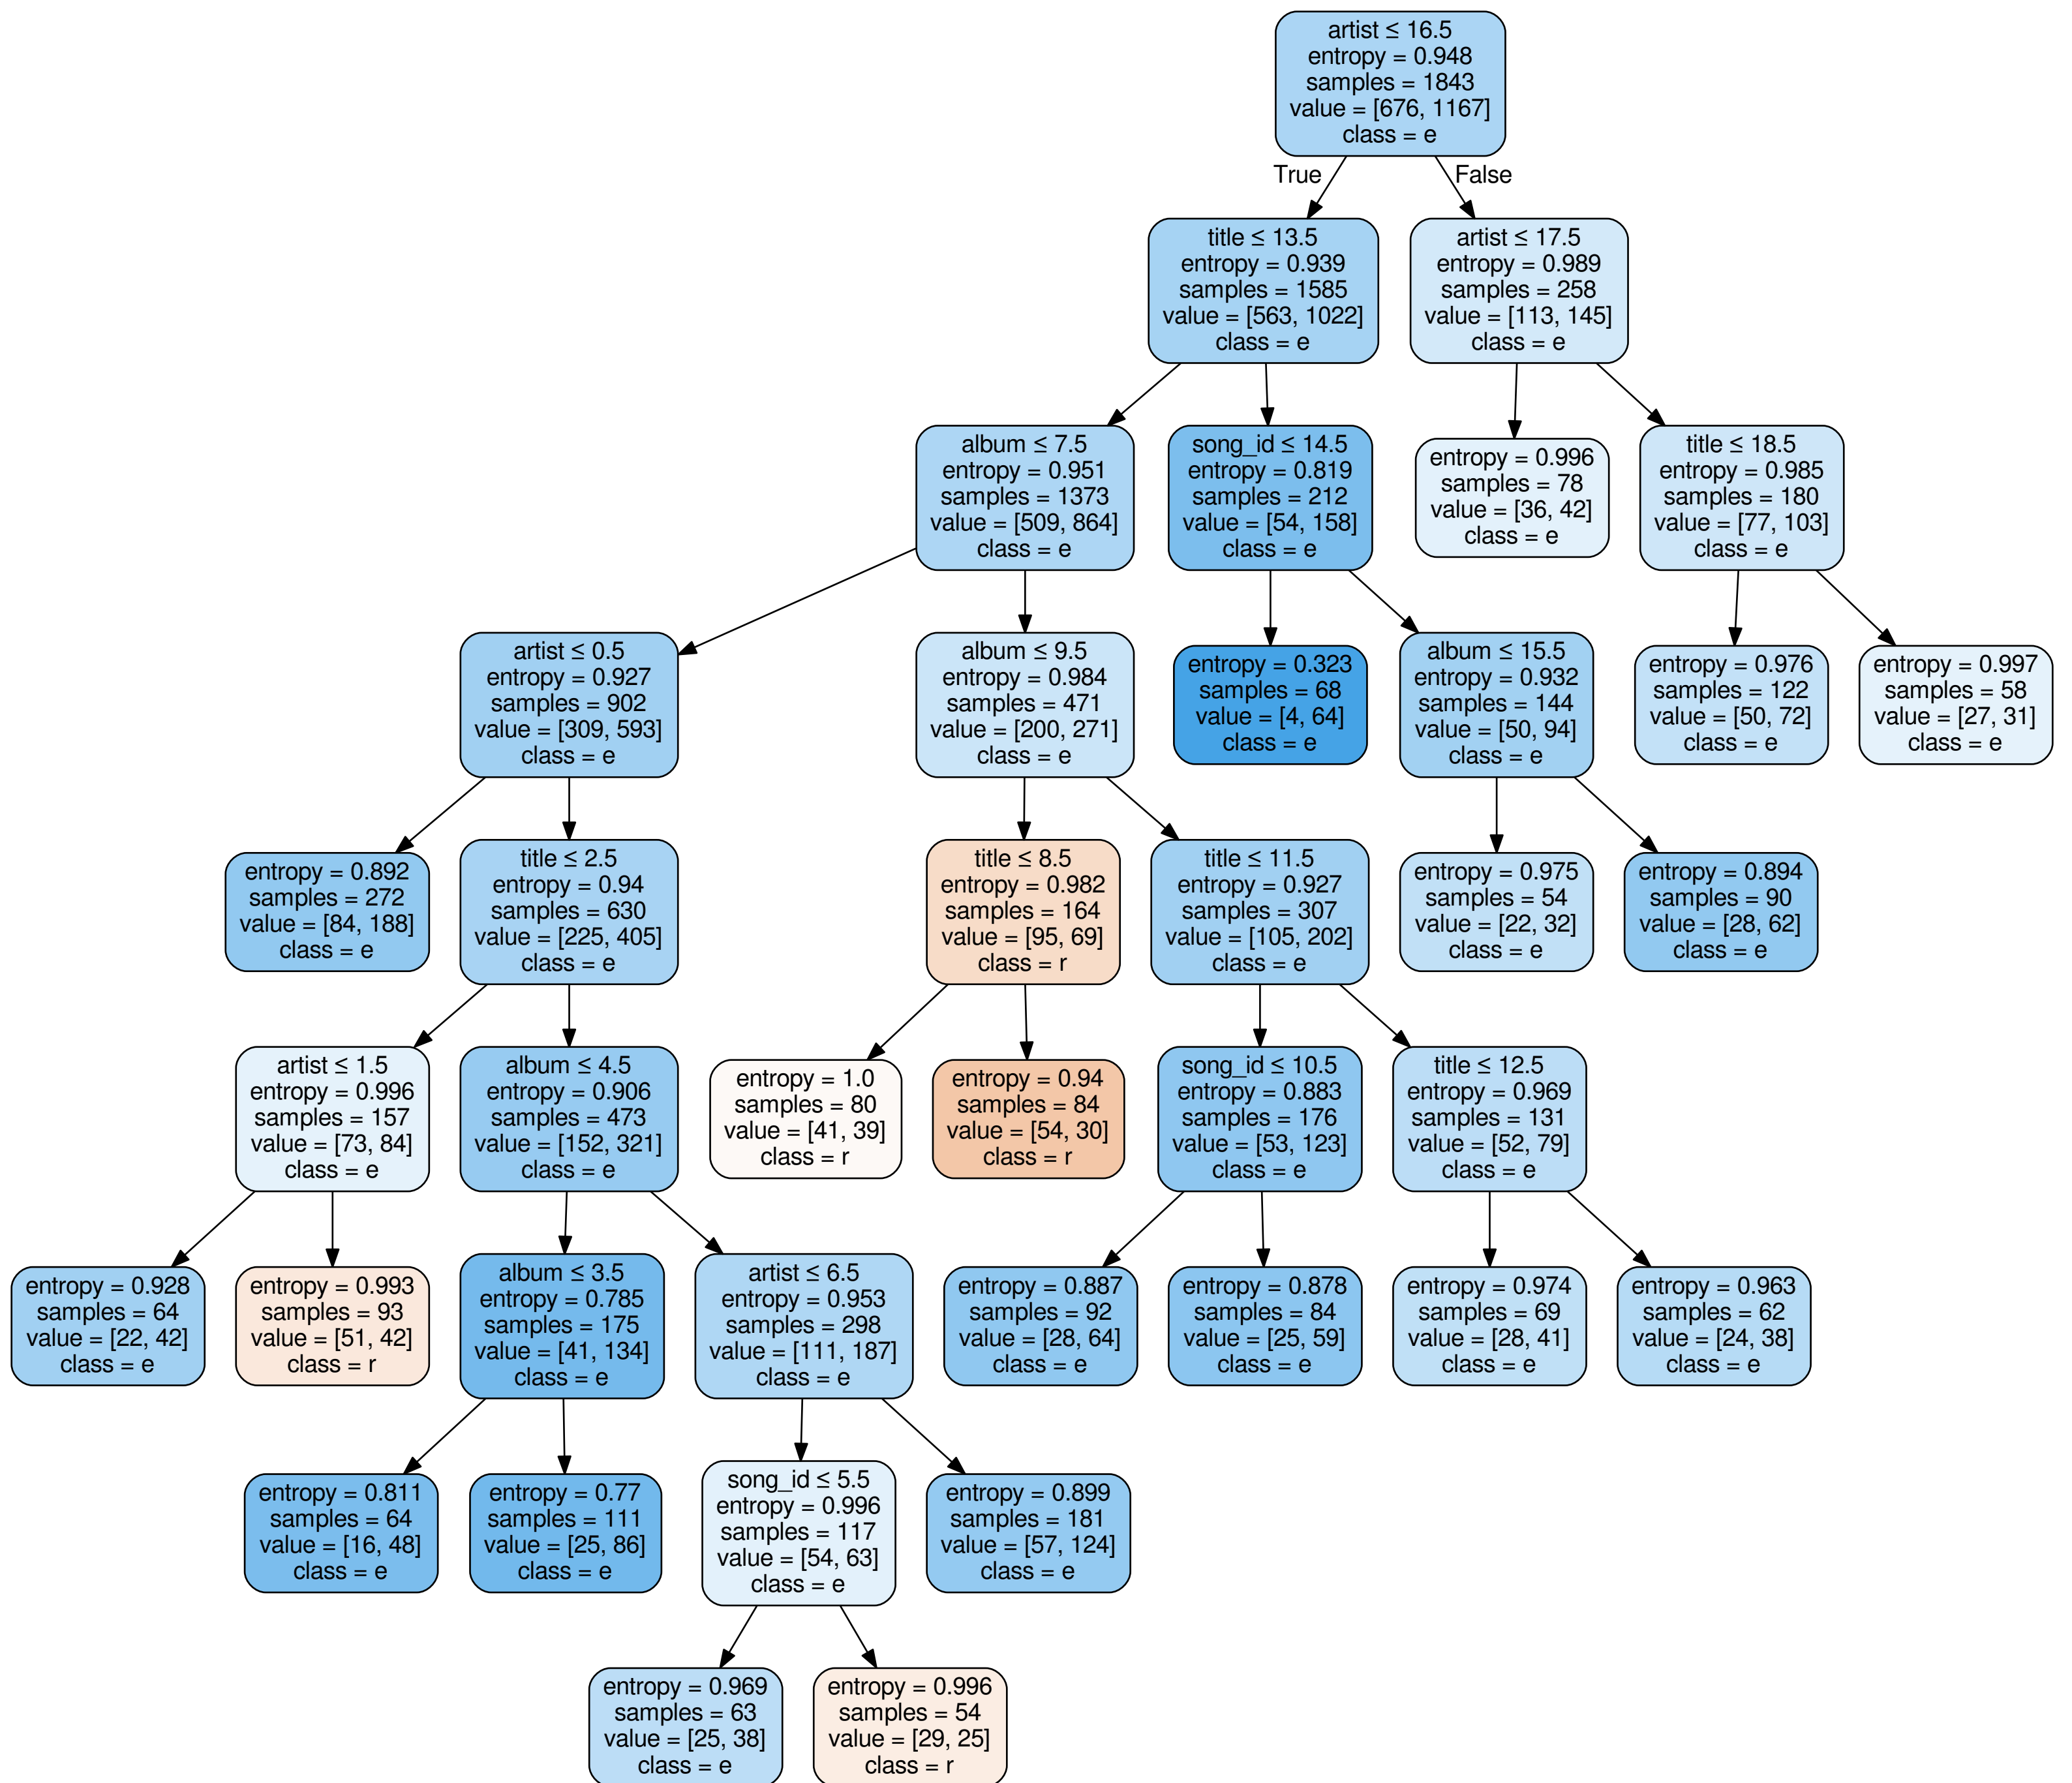 artist ≤ 16.5
entropy = 0.948
samples = 1843
value = [676, 1167]
class = e
True
False
title ≤ 13.5
entropy = 0.939
samples = 1585
value = [563, 1022]
class = e
artist ≤ 17.5
entropy = 0.989
samples = 258
value = [113, 145]
class = e
album ≤ 7.5
entropy = 0.951
samples = 1373
value = [509, 864]
class = e
song_id ≤ 14.5
entropy = 0.819
samples = 212
value = [54, 158]
class = e
entropy = 0.996
samples = 78
value = [36, 42]
class = e
title ≤ 18.5
entropy = 0.985
samples = 180
value = [77, 103]
class = e
artist ≤ 0.5
entropy = 0.927
samples = 902
value = [309, 593]
class = e
album ≤ 9.5
entropy = 0.984
samples = 471
value = [200, 271]
class = e
entropy = 0.323
samples = 68
value = [4, 64]
class = e
album ≤ 15.5
entropy = 0.932
samples = 144
value = [50, 94]
class = e
entropy = 0.976
samples = 122
value = [50, 72]
class = e
entropy = 0.997
samples = 58
value = [27, 31]
class = e
entropy = 0.892
samples = 272
value = [84, 188]
class = e
title ≤ 2.5
entropy = 0.94
samples = 630
value = [225, 405]
class = e
title ≤ 8.5
entropy = 0.982
samples = 164
value = [95, 69]
class = r
title ≤ 11.5
entropy = 0.927
samples = 307
value = [105, 202]
class = e
entropy = 0.975
samples = 54
value = [22, 32]
class = e
entropy = 0.894
samples = 90
value = [28, 62]
class = e
artist ≤ 1.5
entropy = 0.996
samples = 157
value = [73, 84]
class = e
album ≤ 4.5
entropy = 0.906
samples = 473
value = [152, 321]
class = e
entropy = 1.0
samples = 80
value = [41, 39]
class = r
entropy = 0.94
samples = 84
value = [54, 30]
class = r
song_id ≤ 10.5
entropy = 0.883
samples = 176
value = [53, 123]
class = e
title ≤ 12.5
entropy = 0.969
samples = 131
value = [52, 79]
class = e
entropy = 0.928
samples = 64
value = [22, 42]
class = e
entropy = 0.993
samples = 93
value = [51, 42]
class = r
album ≤ 3.5
entropy = 0.785
samples = 175
value = [41, 134]
class = e
artist ≤ 6.5
entropy = 0.953
samples = 298
value = [111, 187]
class = e
entropy = 0.887
samples = 92
value = [28, 64]
class = e
entropy = 0.878
samples = 84
value = [25, 59]
class = e
entropy = 0.974
samples = 69
value = [28, 41]
class = e
entropy = 0.963
samples = 62
value = [24, 38]
class = e
entropy = 0.811
samples = 64
value = [16, 48]
class = e
entropy = 0.77
samples = 111
value = [25, 86]
class = e
song_id ≤ 5.5
entropy = 0.996
samples = 117
value = [54, 63]
class = e
entropy = 0.899
samples = 181
value = [57, 124]
class = e
entropy = 0.969
samples = 63
value = [25, 38]
class = e
entropy = 0.996
samples = 54
value = [29, 25]
class = r